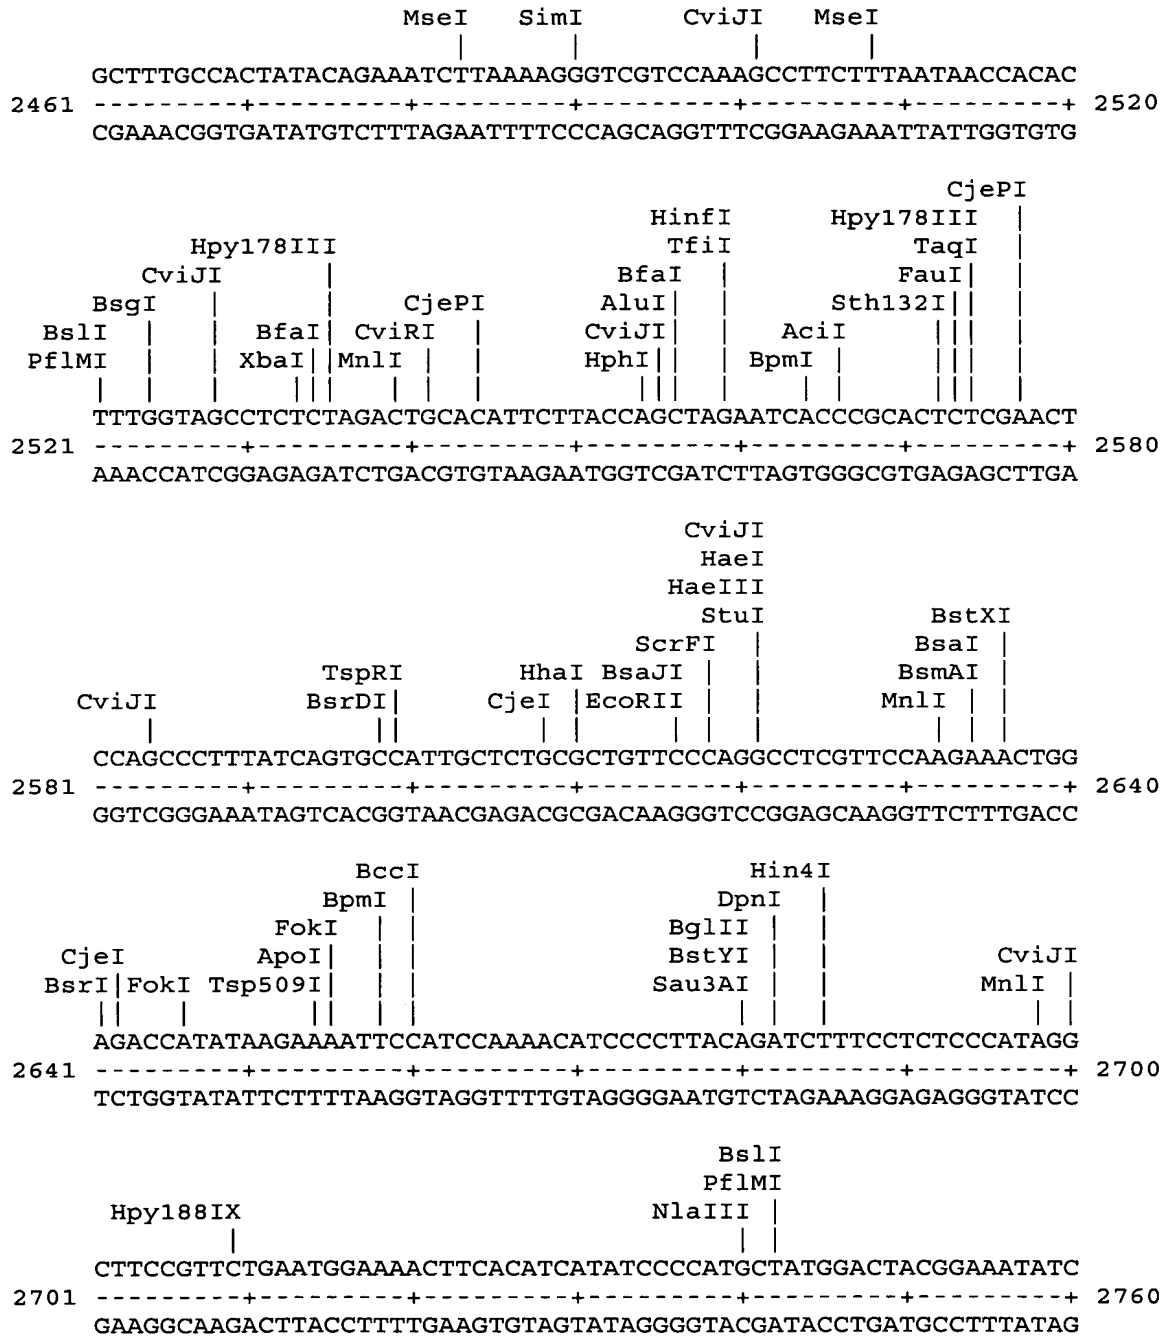 MseI SimI CviJI MseI
GCTTTGCCACTATACAGAAATCTTAAAAGGGTCGTCCAAAGCCTTCTTTAATAACCACAC
2461 ---------+---------+---------+---------+---------+---------+ 2520
CGAAACGGTGATATGTCTTTAGAATTTTCCCAGCAGGTTTCGGAAGAAATTATTGGTGTG
CjePI
HinfI Hpy178III
Hpy178III TfiI TaqI
CviJI BfaI FauI
BsgI CjePI AluI Sth132I
BslI BfaI CviRI CviJI AciI
PflMI XbaI MnlI HphI BpmI
TTTGGTAGCCTCTCTAGACTGCACATTCTTACCAGCTAGAATCACCCGCACTCTCGAACT
2521 ---------+---------+---------+---------+---------+---------+ 2580
AAACCATCGGAGAGATCTGACGTGTAAGAATGGTCGATCTTAGTGGGCGTGAGAGCTTGA
CviJI
HaeI
HaeIII
StuI BstXI
ScrFI BsaI
TspRI HhaI BsaJI BsmAI
CviJI BsrDI CjeI EcoRII MnlI
CCAGCCCTTTATCAGTGCCATTGCTCTGCGCTGTTCCCAGGCCTCGTTCCAAGAAACTGG
2581 ---------+---------+---------+---------+---------+---------+ 2640
GGTCGGGAAATAGTCACGGTAACGAGACGCGACAAGGGTCCGGAGCAAGGTTCTTTGACC
BccI Hin4I
BpmI DpnI
FokI BglII
CjeI ApoI BstYI CviJI
BsrI FokI Tsp509I Sau3AI MnlI
AGACCATATAAGAAAATTCCATCCAAAACATCCCCTTACAGATCTTTCCTCTCCCATAGG
2641 ---------+---------+---------+---------+---------+---------+ 2700
TCTGGTATATTCTTTTAAGGTAGGTTTTGTAGGGGAATGTCTAGAAAGGAGAGGGTATCC
BslI
PflMI
Hpy188IX NlaIII
CTTCCGTTCTGAATGGAAAACTTCACATCATATCCCCATGCTATGGACTACGGAAATATC
2701 ---------+---------+---------+---------+---------+---------+ 2760
GAAGGCAAGACTTACCTTTTGAAGTGTAGTATAGGGGTACGATACCTGATGCCTTTATAG